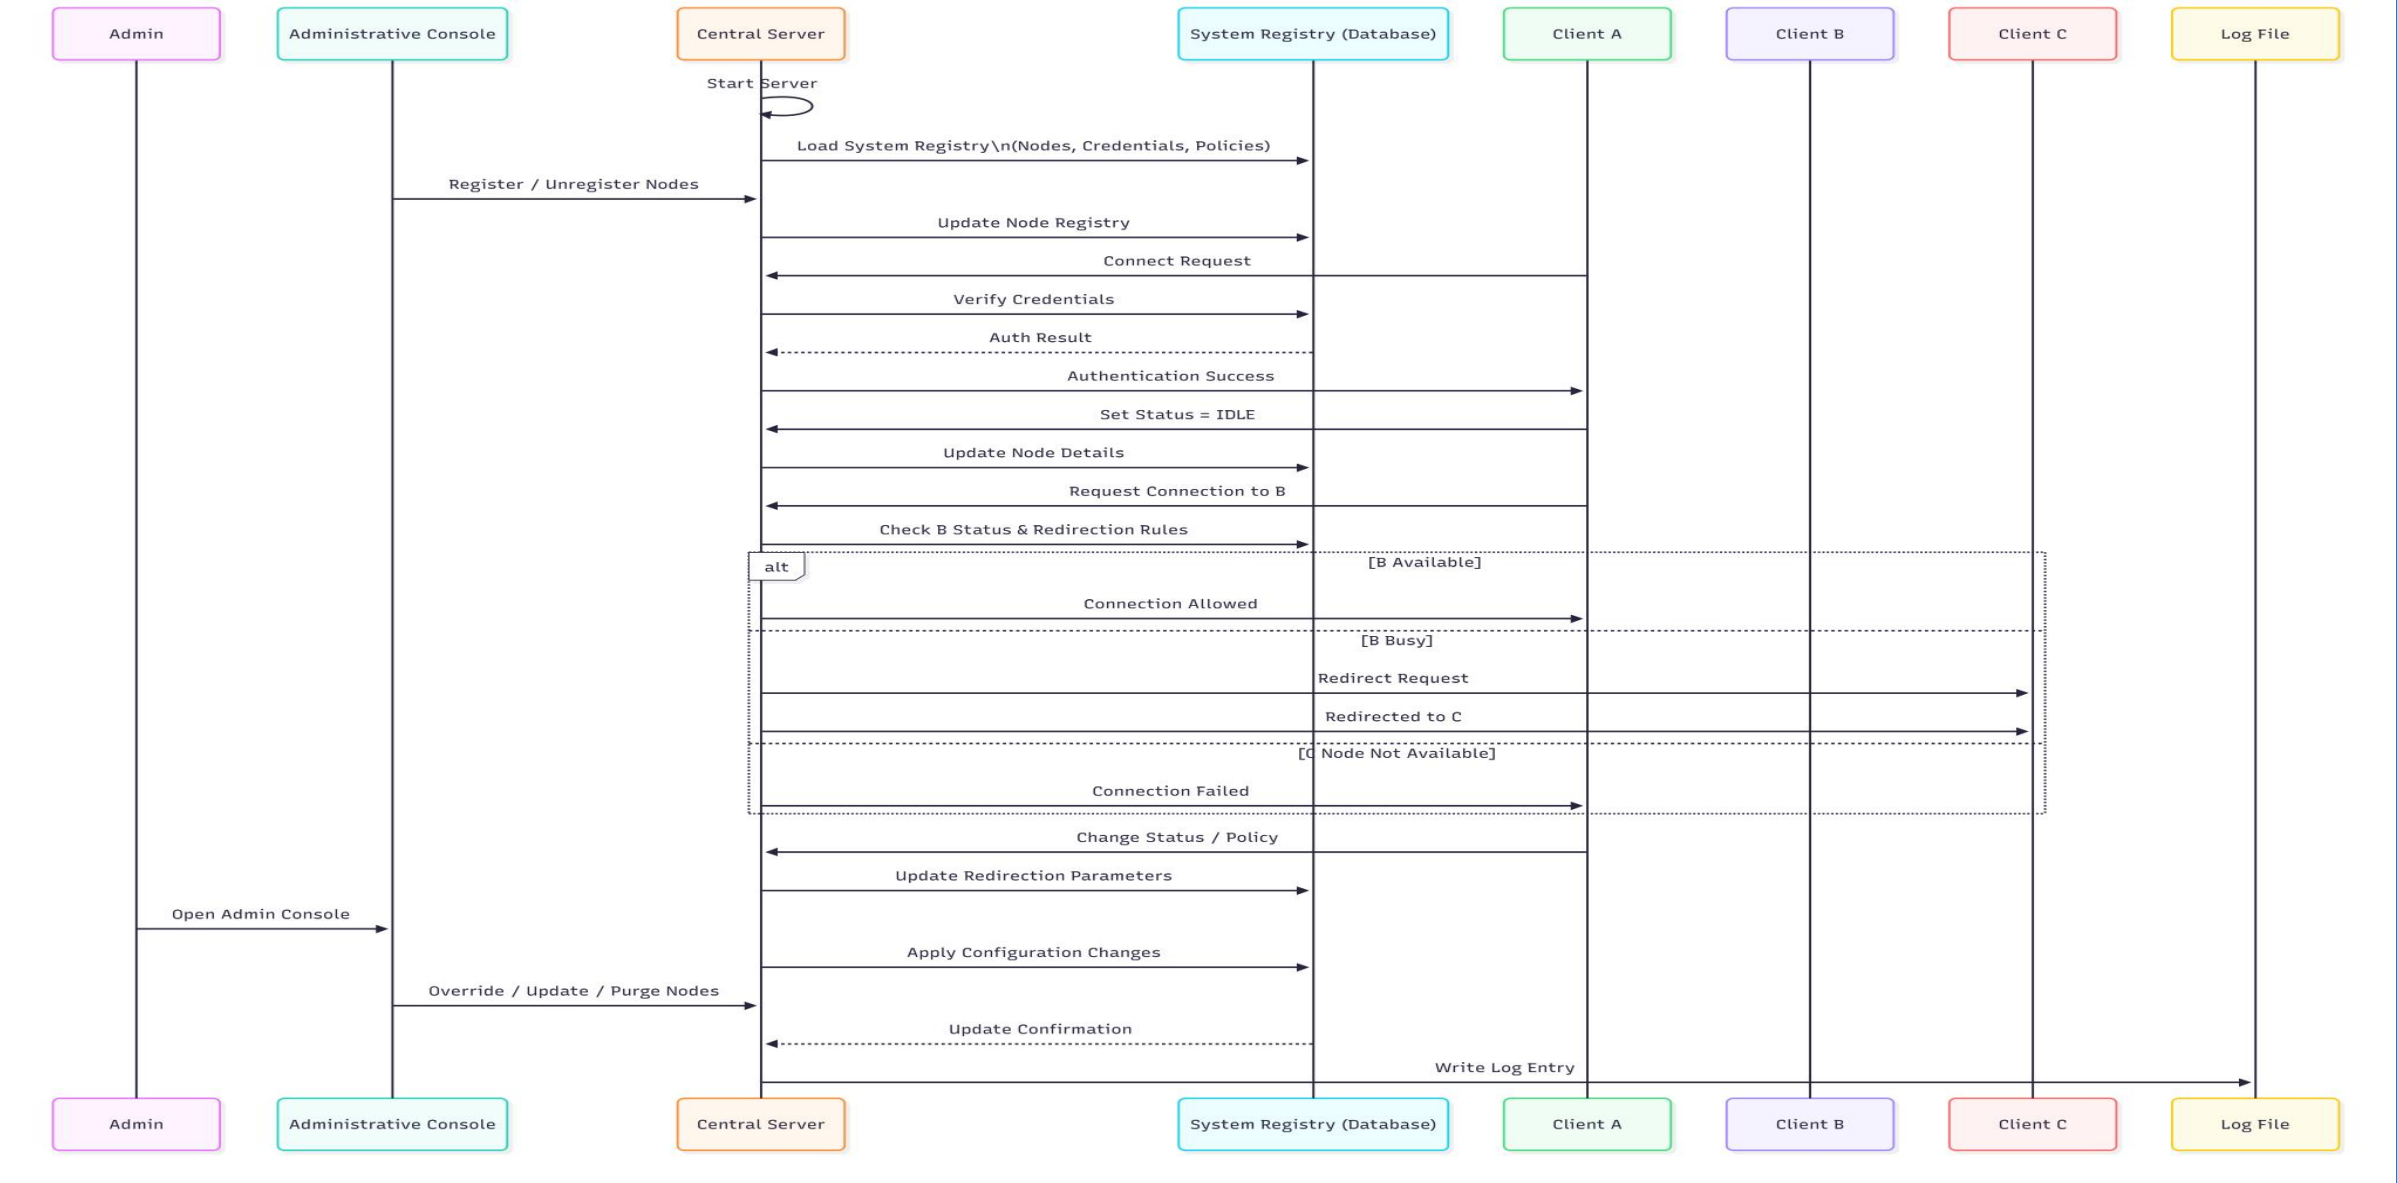 Admin
Administrative Console
Central Server
System Registry (Database)
Client A
Client B
Client C
Log File
Start Server
Load System Registry\n(Nodes, Credentials, Policies)
Register / Unregister Nodes
Update Node Registry
Connect Request
Verify Credentials
Auth Result
Authentication Success
Set Status = IDLE
Update Node Details
Request Connection to B
Check B Status & Redirection Rules
alt
[B Available]
Connection Allowed
[B Busy]
Redirect Request
Redirected to C
[C Node Not Available]
Connection Failed
Change Status / Policy
Update Redirection Parameters
Open Admin Console
Apply Configuration Changes
Override / Update / Purge Nodes
Update Confirmation
Write Log Entry
Admin
Administrative Console
Central Server
System Registry (Database)
Client A
Client B
Client C
Log File